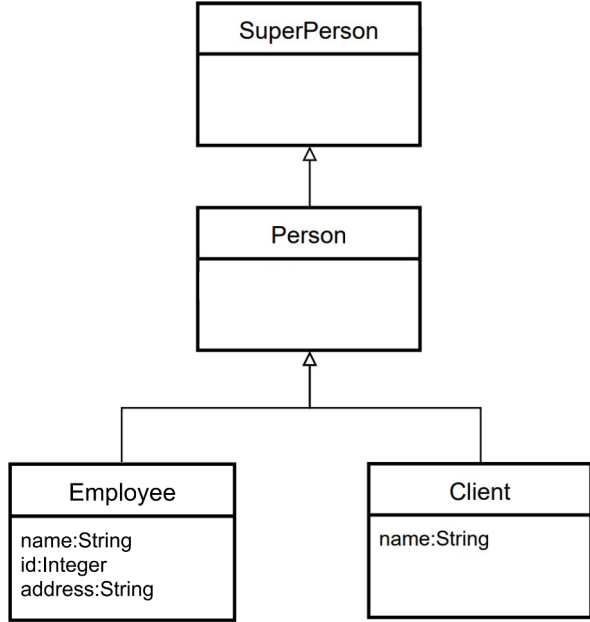 SuperPerson
Person
Employee
name:String
id:Integer
address:String
Client
name:String